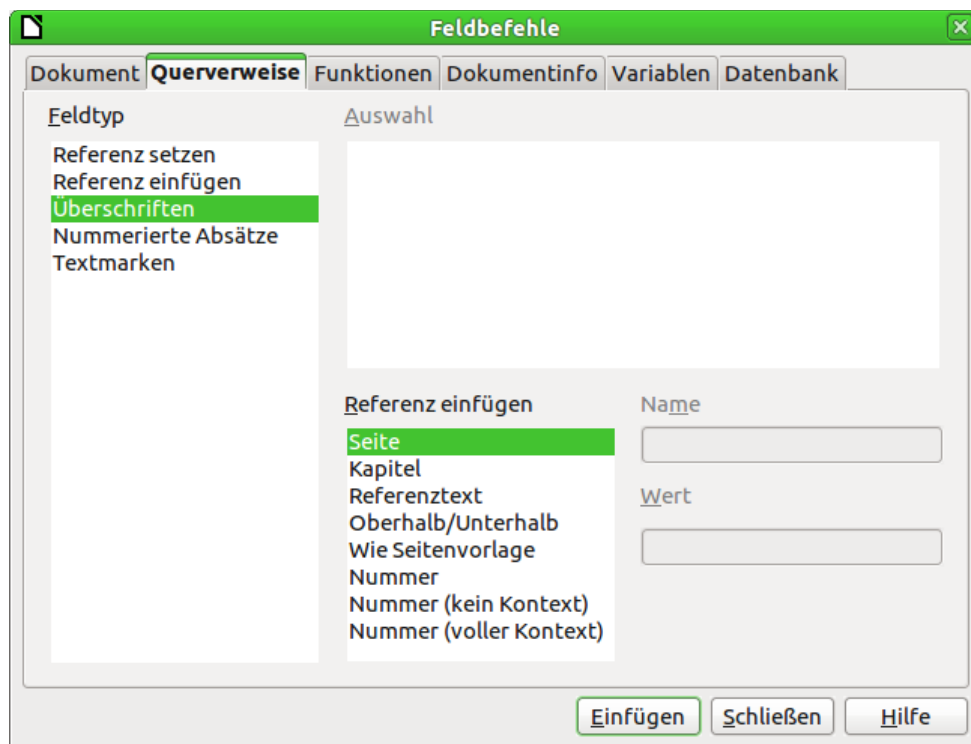 Feldbefehle
Dokument Querverweise Funktionen Dokumentinfo Variablen Datenbank
Feldtyp
Referenz setzen
Referenz einfügen
Überschriften
Nummerierte Absätze
Textmarken
Auswahl
Referenz einfügen
Seite
Kapitel
Referenztext
Oberhalb/Unterhalb
Wie Seitenvorlage
Nummer
Nummer (kein Kontext)
Nummer (voller Kontext)
Name
Wert
Einfügen Schließen Hilfe